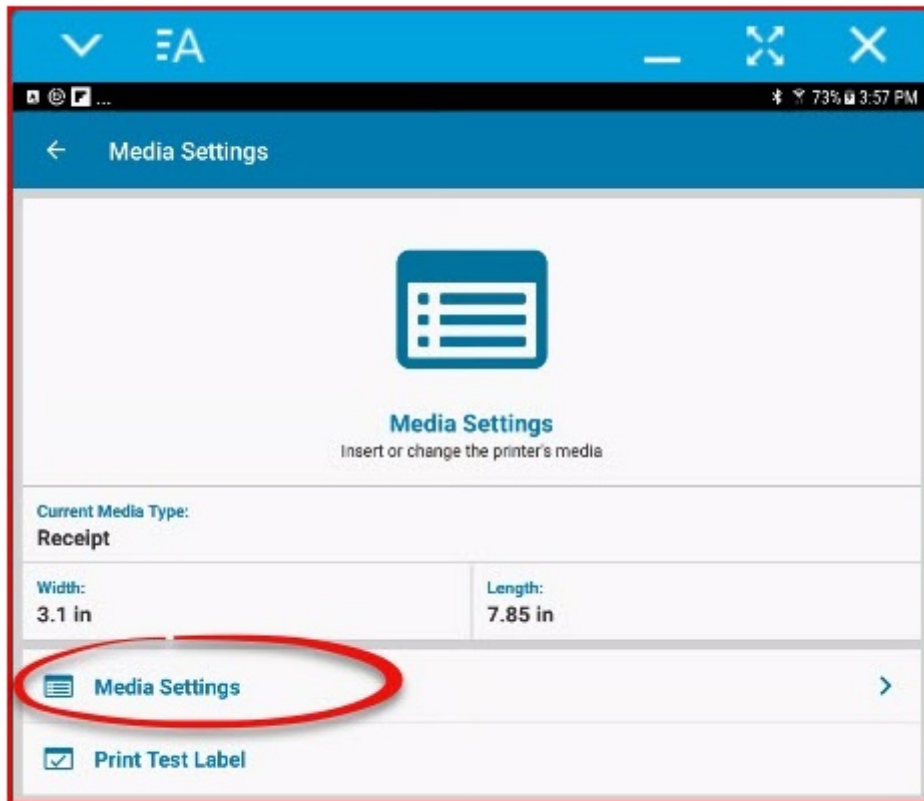 A
... 73% 3:57 PM
Media Settings
Media Settings
Insert or change the printer's media
Current Media Type:
Receipt
Width: Length:
3.1 in 7.85 in
Media Settings
Print Test Label